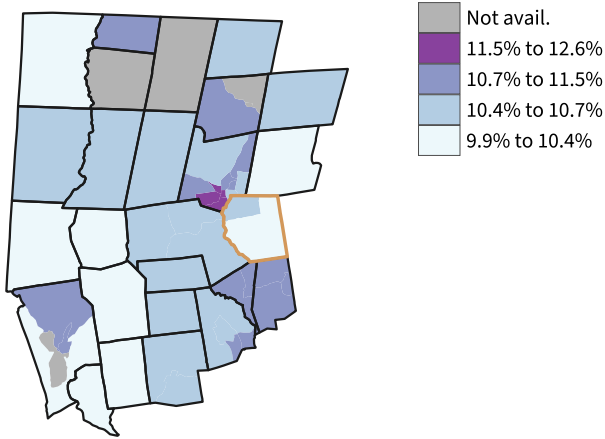 Not avail.
11.5% to 12.6%
10.7% to 11.5%
10.4% to 10.7%
9.9% to 10.4%